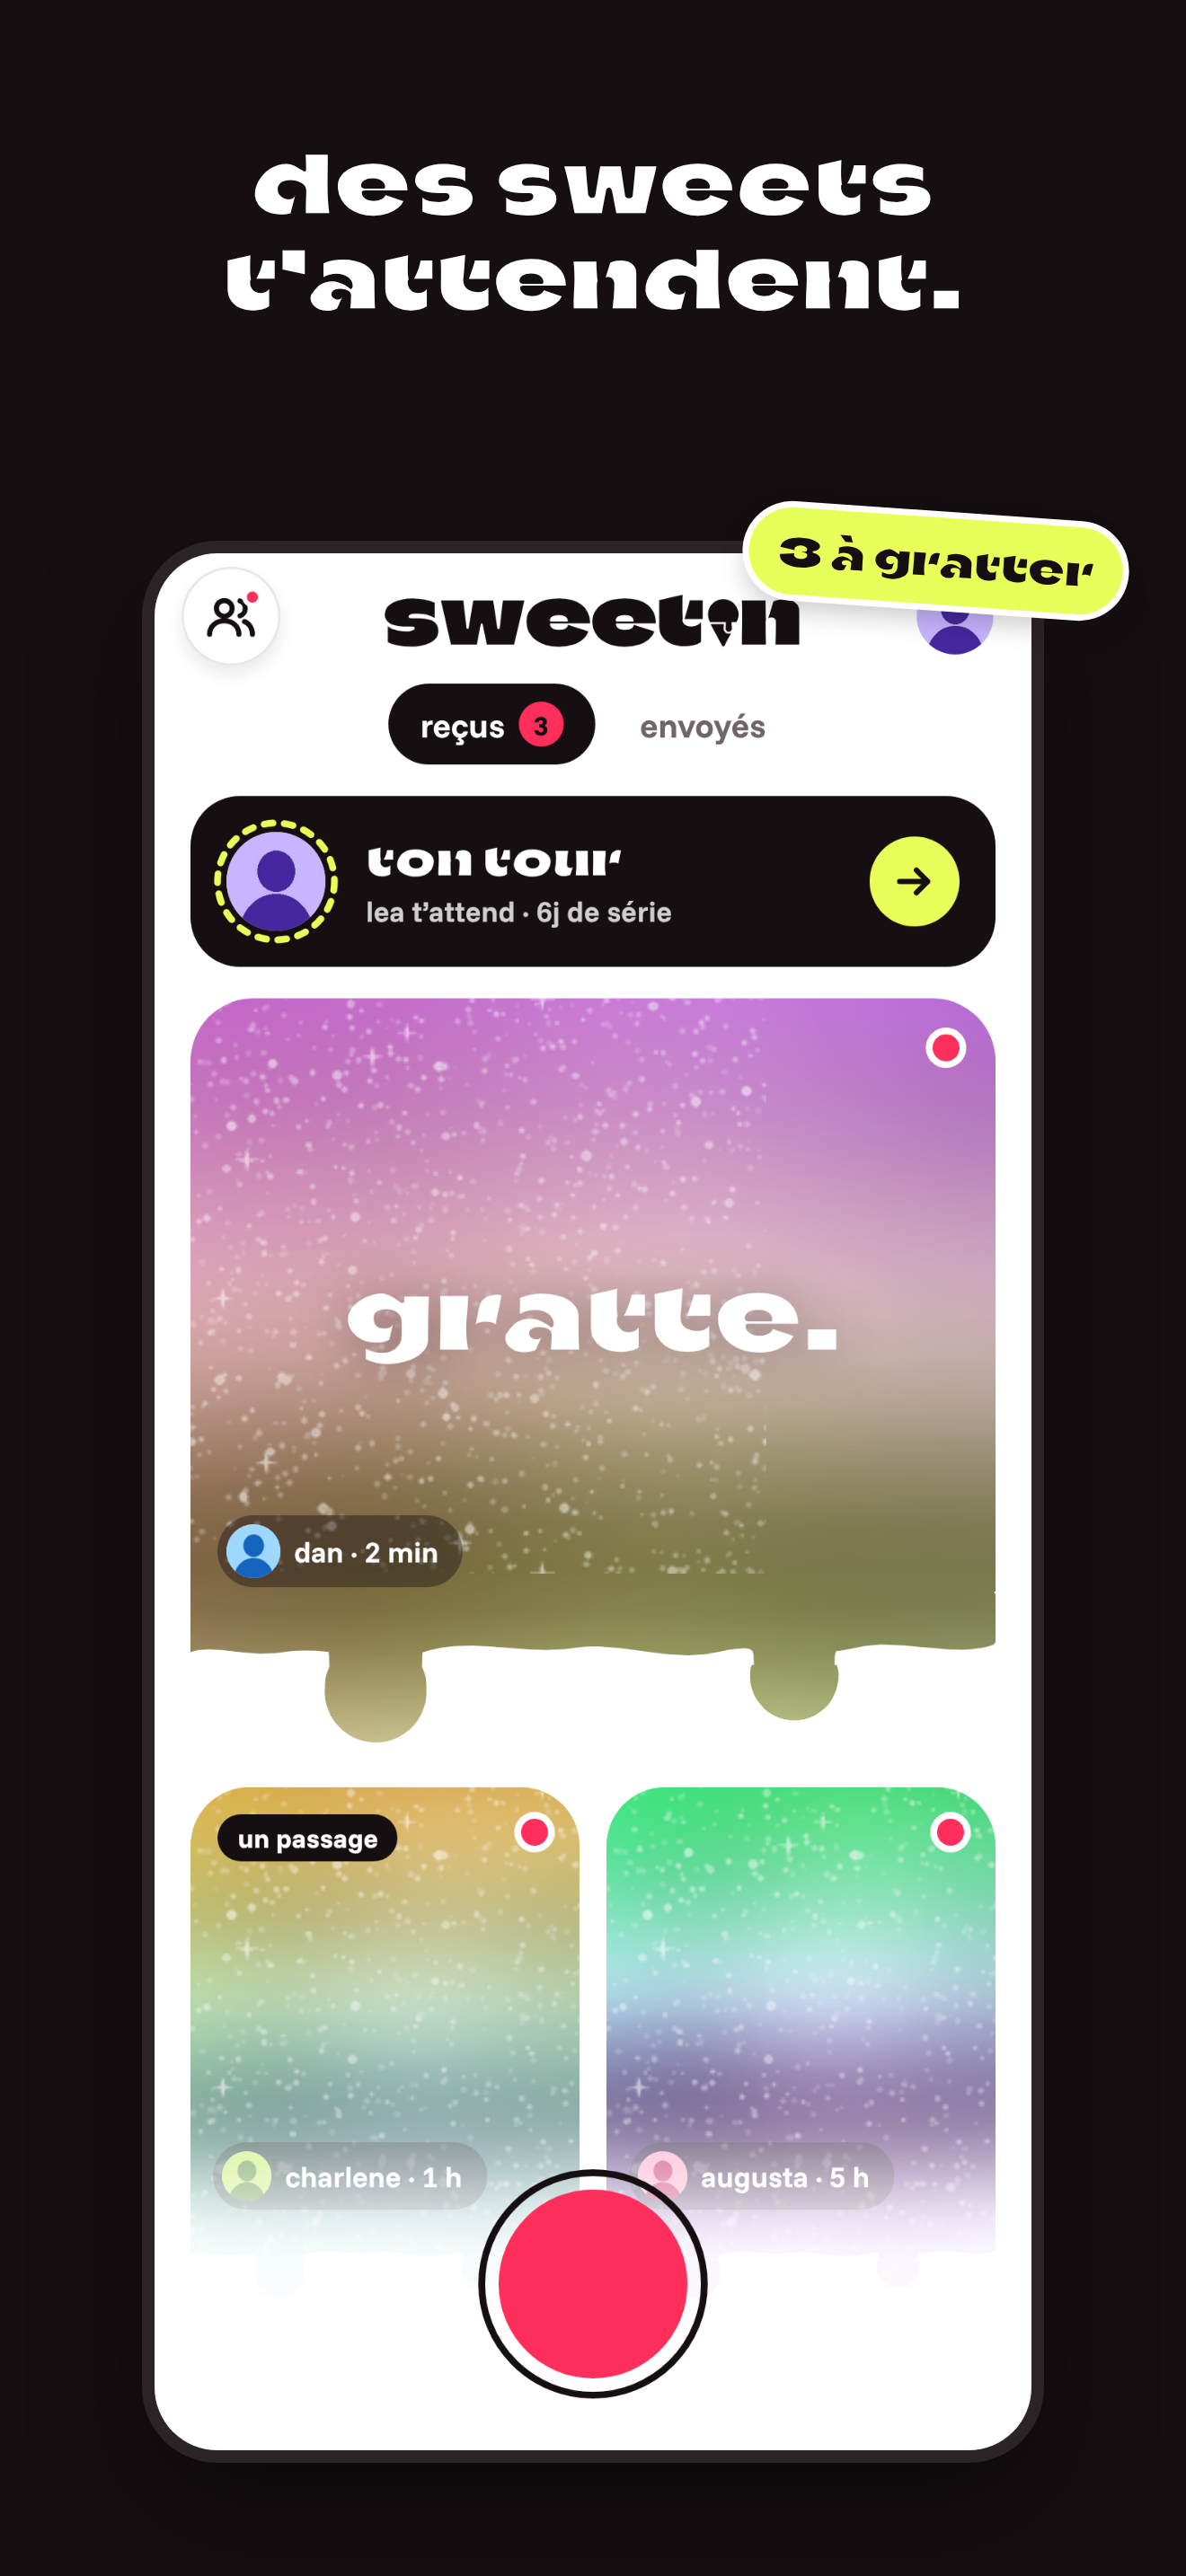 des sweets
t'attendent.
3 à gratter
sweeton
reçus 3
envoyés
ton tour
lea t’attend · 6j de série
gratte.
dan · 2 min
un passage
charlene · 1 h
augusta · 5 h